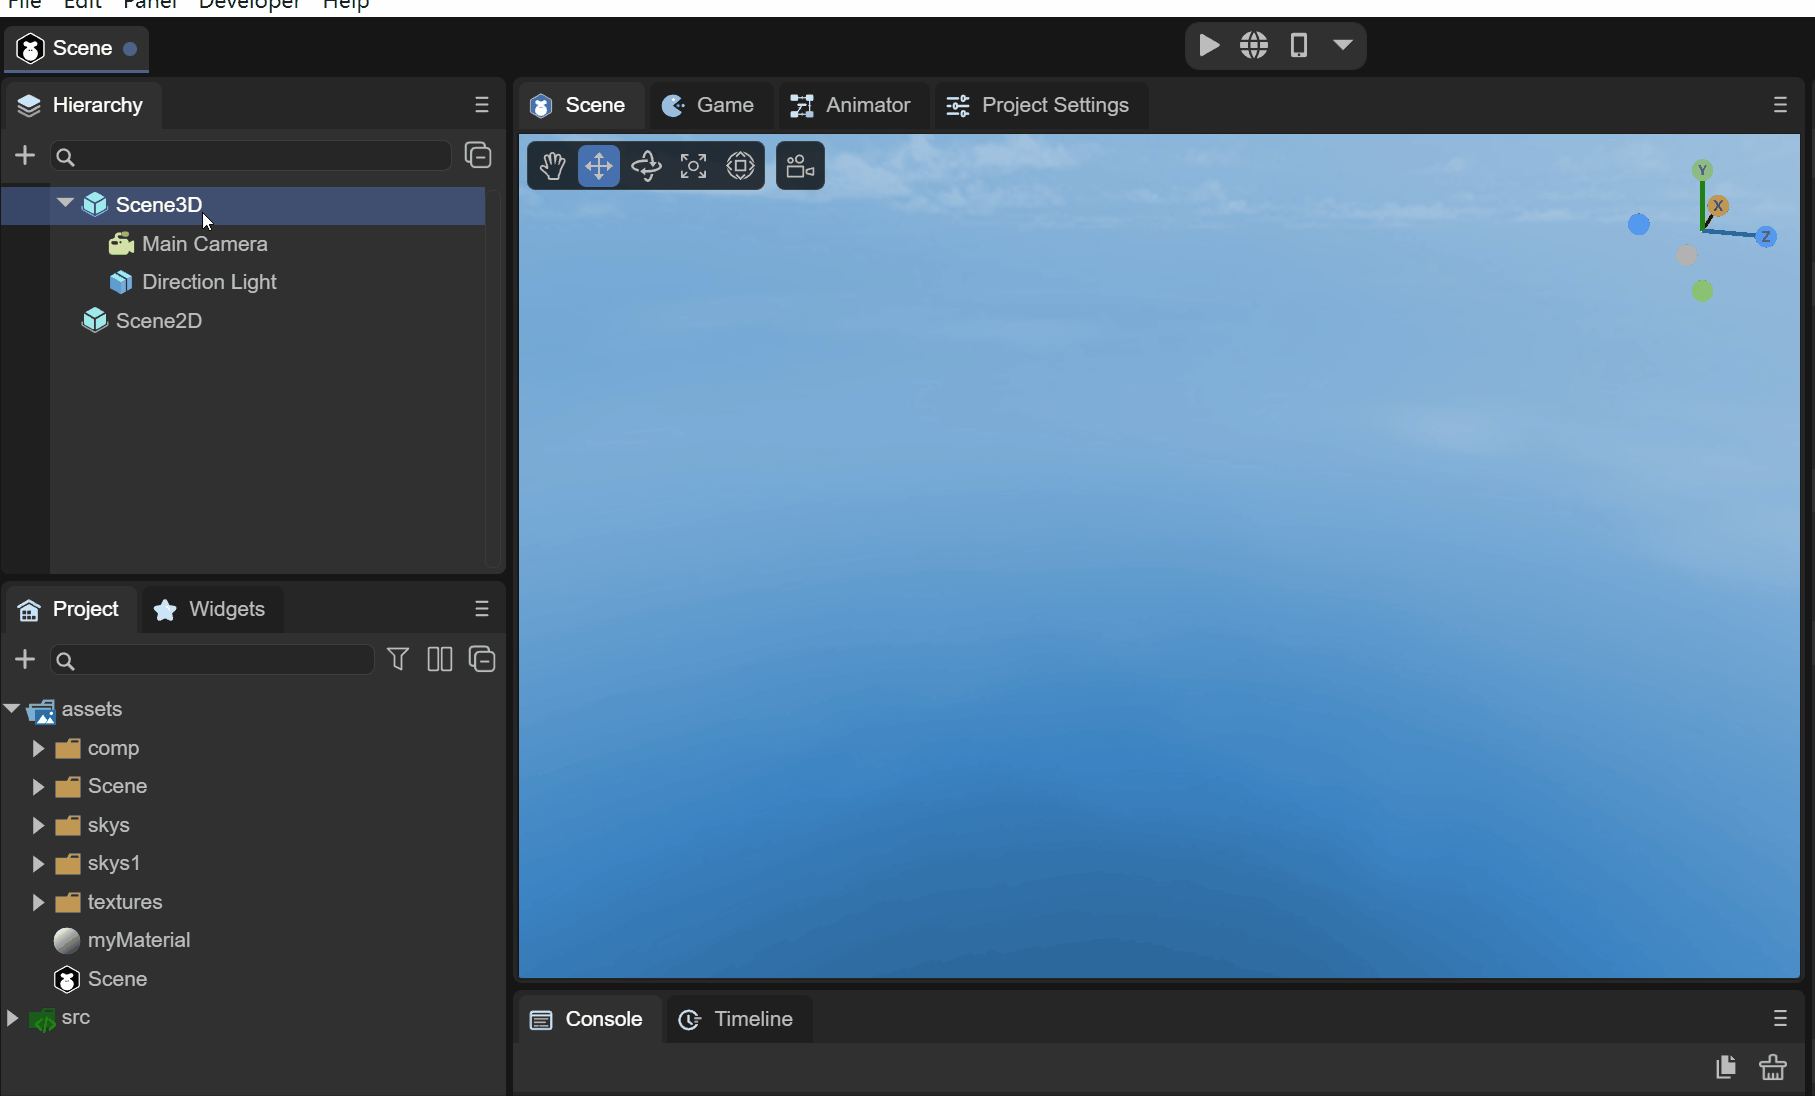 File Edit Panel Developer Help
Scene
Hierarchy
Scene Game Animator Project Settings
Scene3D
Main Camera
Direction Light
Scene2D
Y
X
Z
Project Widgets
assets
comp
Scene
skys
skys1
textures
myMaterial
Scene
src
Console Timeline